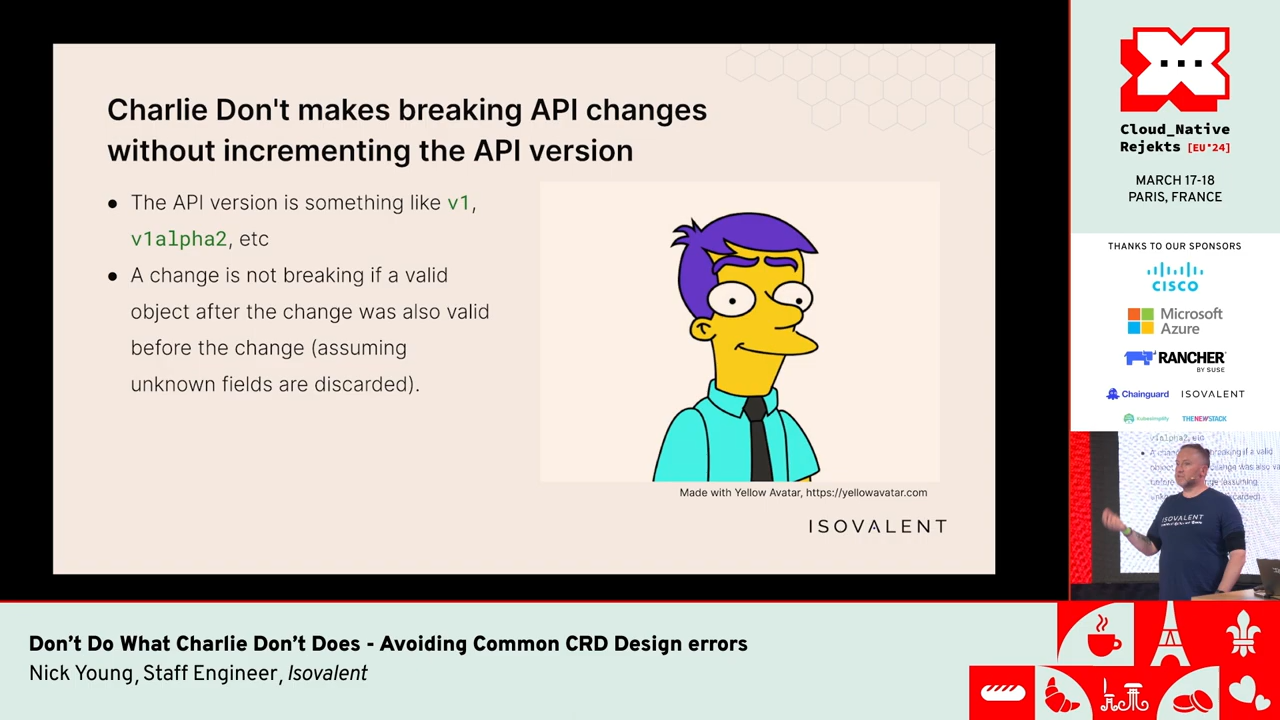 Charlie Don't makes breaking API changes
without incrementing the API version
● The API version is something like v1,
v1alpha2, etc
● A change is not breaking if a valid
object after the change was also valid
before the change (assuming
unknown fields are discarded).
Made with Yellow Avatar, https://yellowavatar.com
ISOVALENT
Cloud_Native
Rejekts [EU'24]
MARCH 17-18
PARIS, FRANCE
THANKS TO OUR SPONSORS
CISCO
Microsoft
Azure
RANCHER
BY SUSE
Chainguard
ISOVALENT
kubesimplify
THENEWSTACK
ISOVALENT
Don't Do What Charlie Don't Does - Avoiding Common CRD Design errors
Nick Young, Staff Engineer, Isovalent